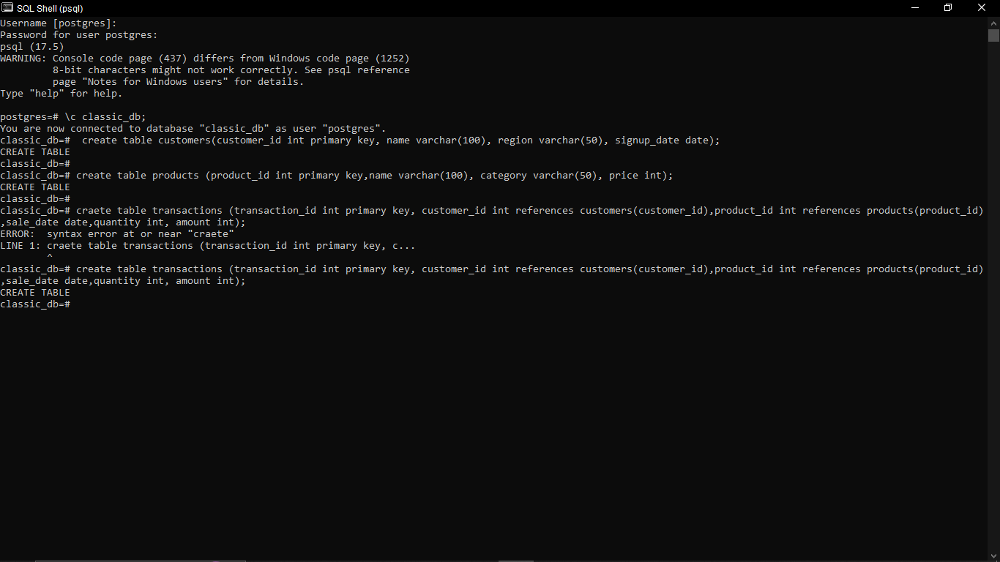 SQL Shell (psql)
Username [postgres]:
Password for user postgres:
psql (17.5)
WARNING: Console code page (437) differs from Windows code page (1252)
         8-bit characters might not work correctly. See psql reference
         page "Notes for Windows users" for details.
Type "help" for help.

postgres=# \c classic_db;
You are now connected to database "classic_db" as user "postgres".
classic_db=#  create table customers(customer_id int primary key, name varchar(100), region varchar(50), signup_date date);
CREATE TABLE
classic_db=#
classic_db=# create table products (product_id int primary key,name varchar(100), category varchar(50), price int);
CREATE TABLE
classic_db=#
classic_db=# craete table transactions (transaction_id int primary key, customer_id int references customers(customer_id),product_id int references products(product_id)
,sale_date date,quantity int, amount int);
ERROR:  syntax error at or near "craete"
LINE 1: craete table transactions (transaction_id int primary key, c...
        ^
classic_db=# create table transactions (transaction_id int primary key, customer_id int references customers(customer_id),product_id int references products(product_id)
,sale_date date,quantity int, amount int);
CREATE TABLE
classic_db=#